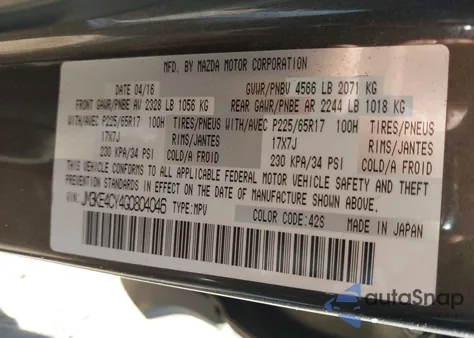 MFD. BY MAZDA MOTOR CORPORATION
DATE 04/16 GVWR/PNBV 4566 LB 2071 KG
FRONT GAWR/PNBE AV 2328 LB 1056 KG REAR GAWR/PNBE AR 2244 LB 1018 KG
WITH/AVEC P225/65R17 100H TIRES/PNEUS WITH/AVEC P225/65R17 100H TIRES/PNEUS
17X7J RIMS/JANTES 17X7J RIMS/JANTES
230 KPA/34 PSI COLD/A FROID 230 KPA/34 PSI COLD/A FROID
THIS VEHICLE CONFORMS TO ALL APPLICABLE FEDERAL MOTOR VEHICLE SAFETY AND THEFT
PREVENTION STANDARDS IN EFFECT ON THE DATE OF MANUFACTURE SHOWN ABOVE.
VIN: JM3KE4CY4G0804046 TYPE:MPV
COLOR CODE:42S MADE IN JAPAN
autoSnap